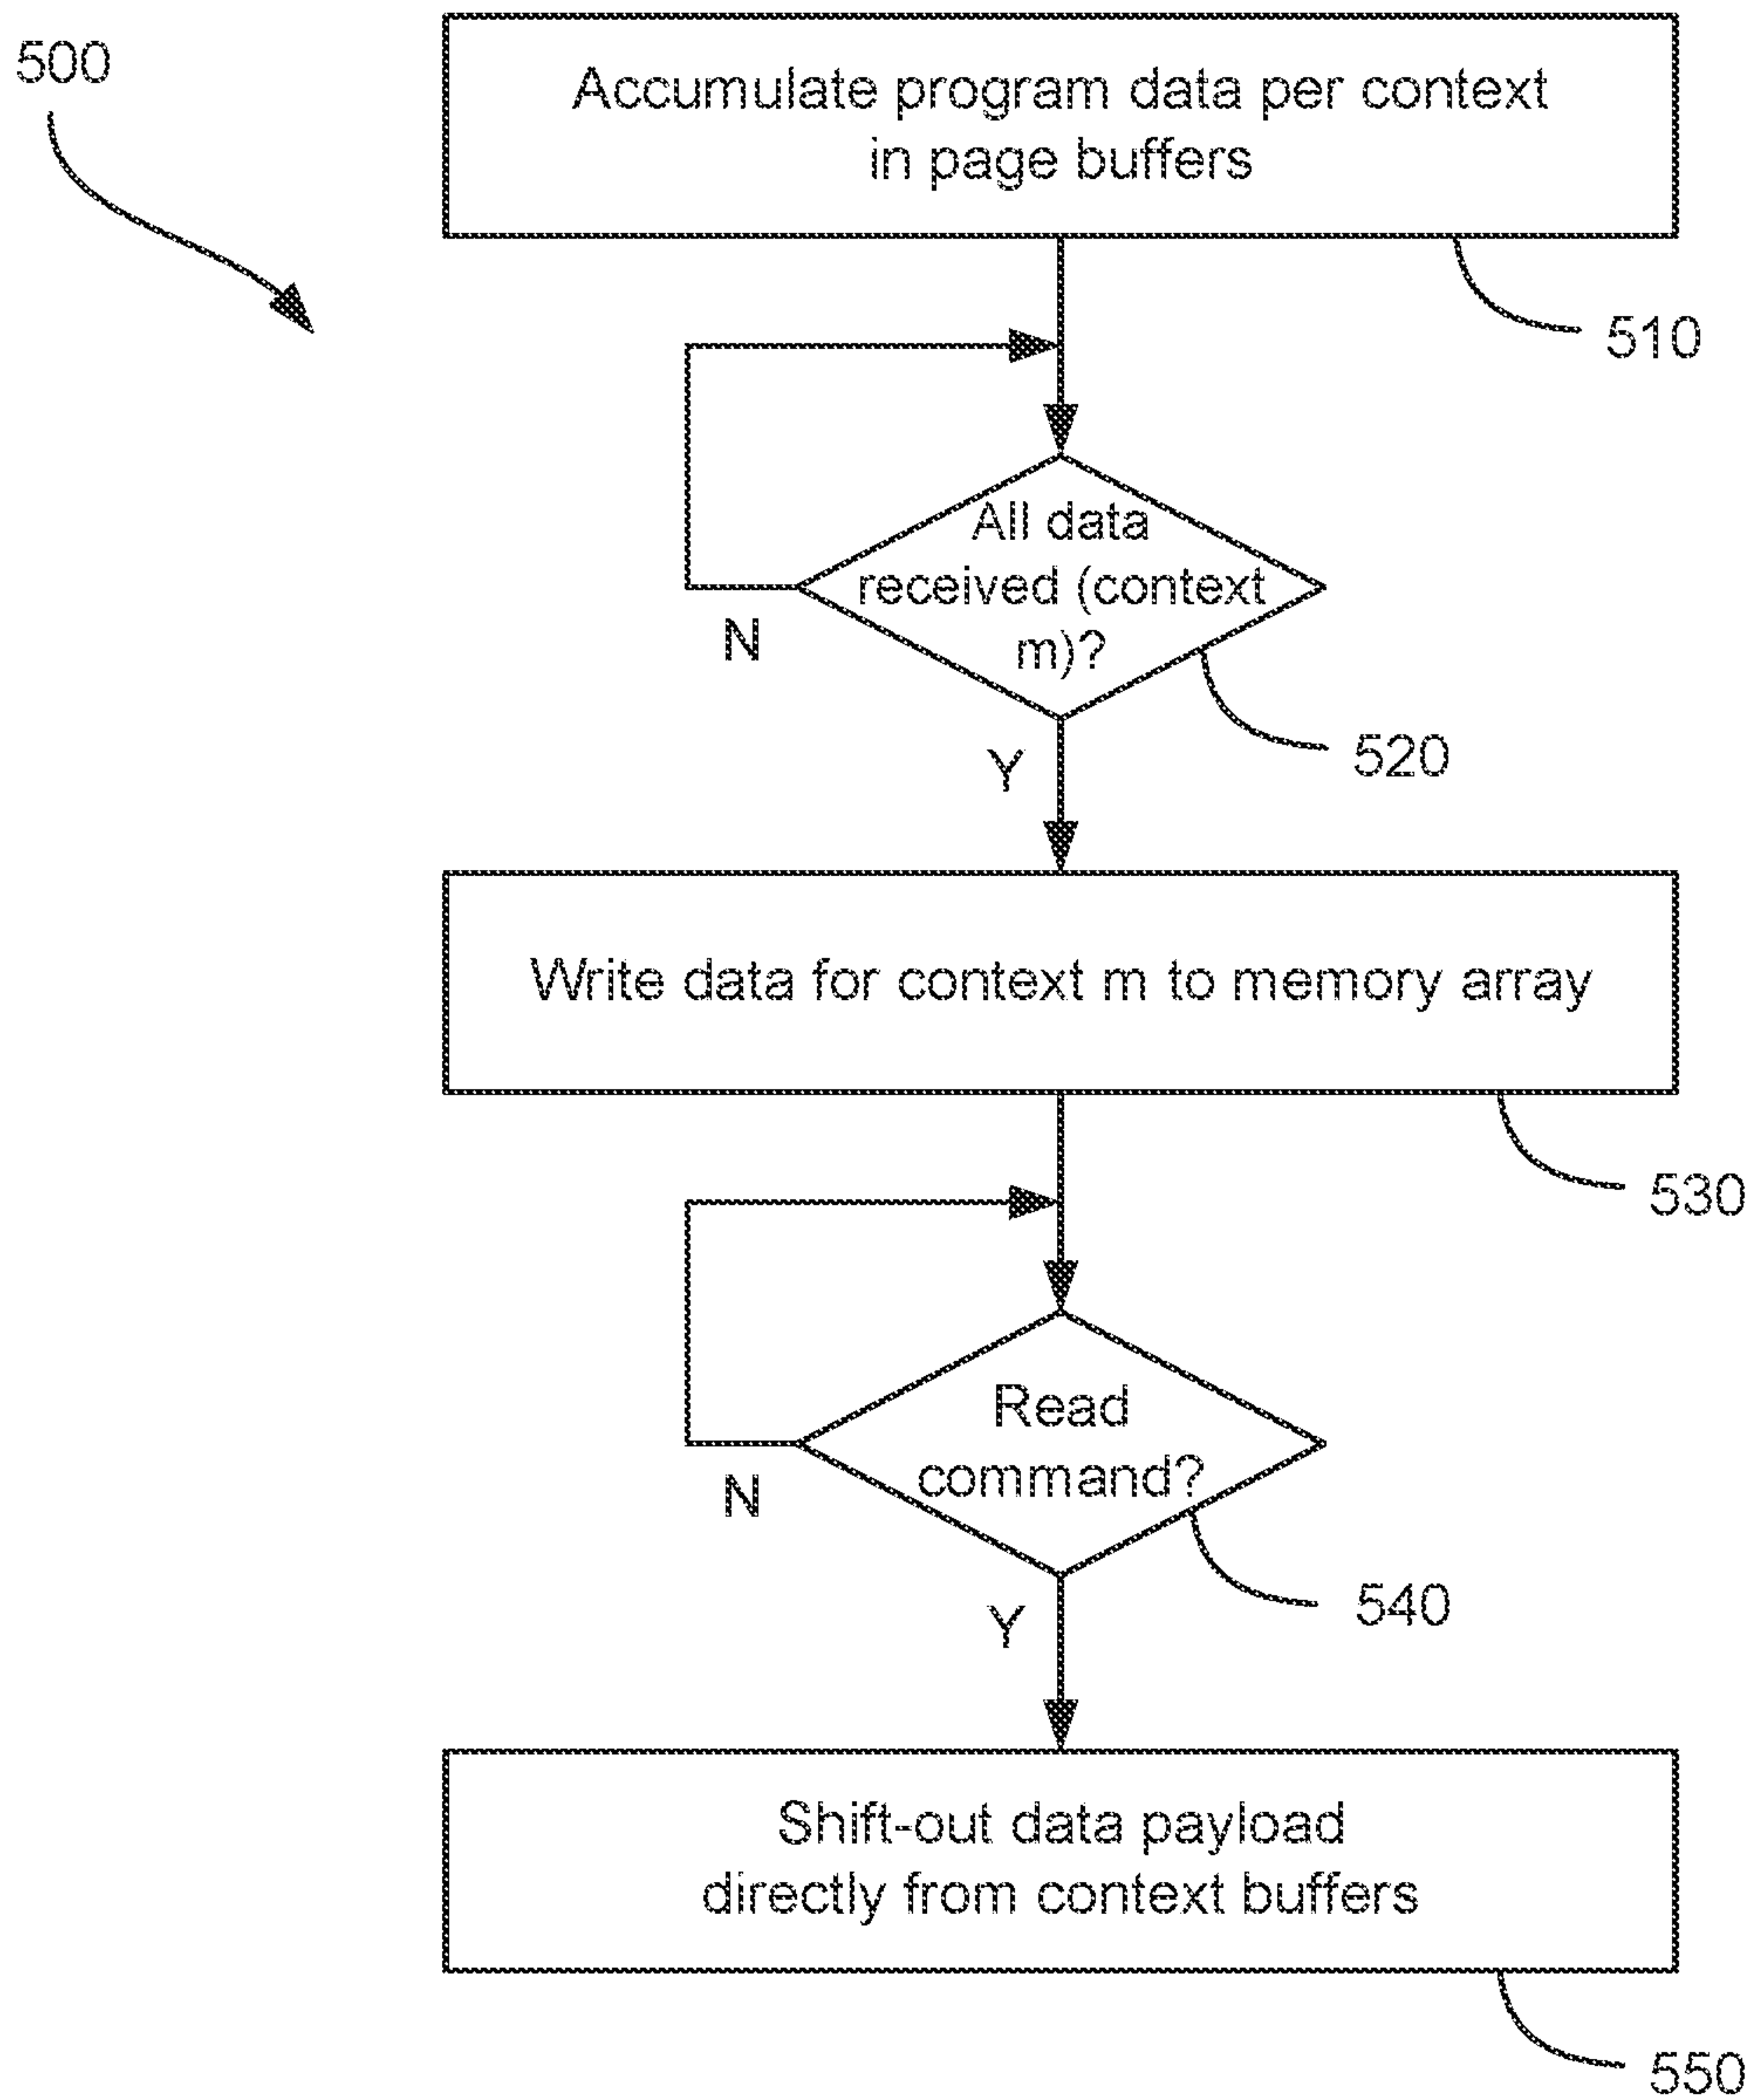 500
Accumulate program data per context
in page buffers
510
All data
received (context
m)?
N
520
Y
Write data for context m to memory array
530
Read
command?
N
540
Y
Shift-out data payload
directly from context buffers
550